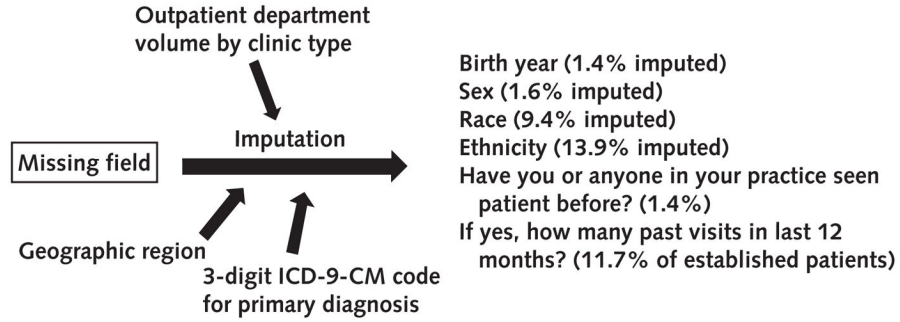 Outpatient department
volume by clinic type
Imputation
Missing field
Geographic region
3-digit ICD-9-CM code
for primary diagnosis
Birth year (1.4% imputed)
Sex (1.6% imputed)
Race (9.4% imputed)
Ethnicity (13.9% imputed)
Have you or anyone in your practice seen
patient before? (1.4%)
If yes, how many past visits in last 12
months? (11.7% of established patients)